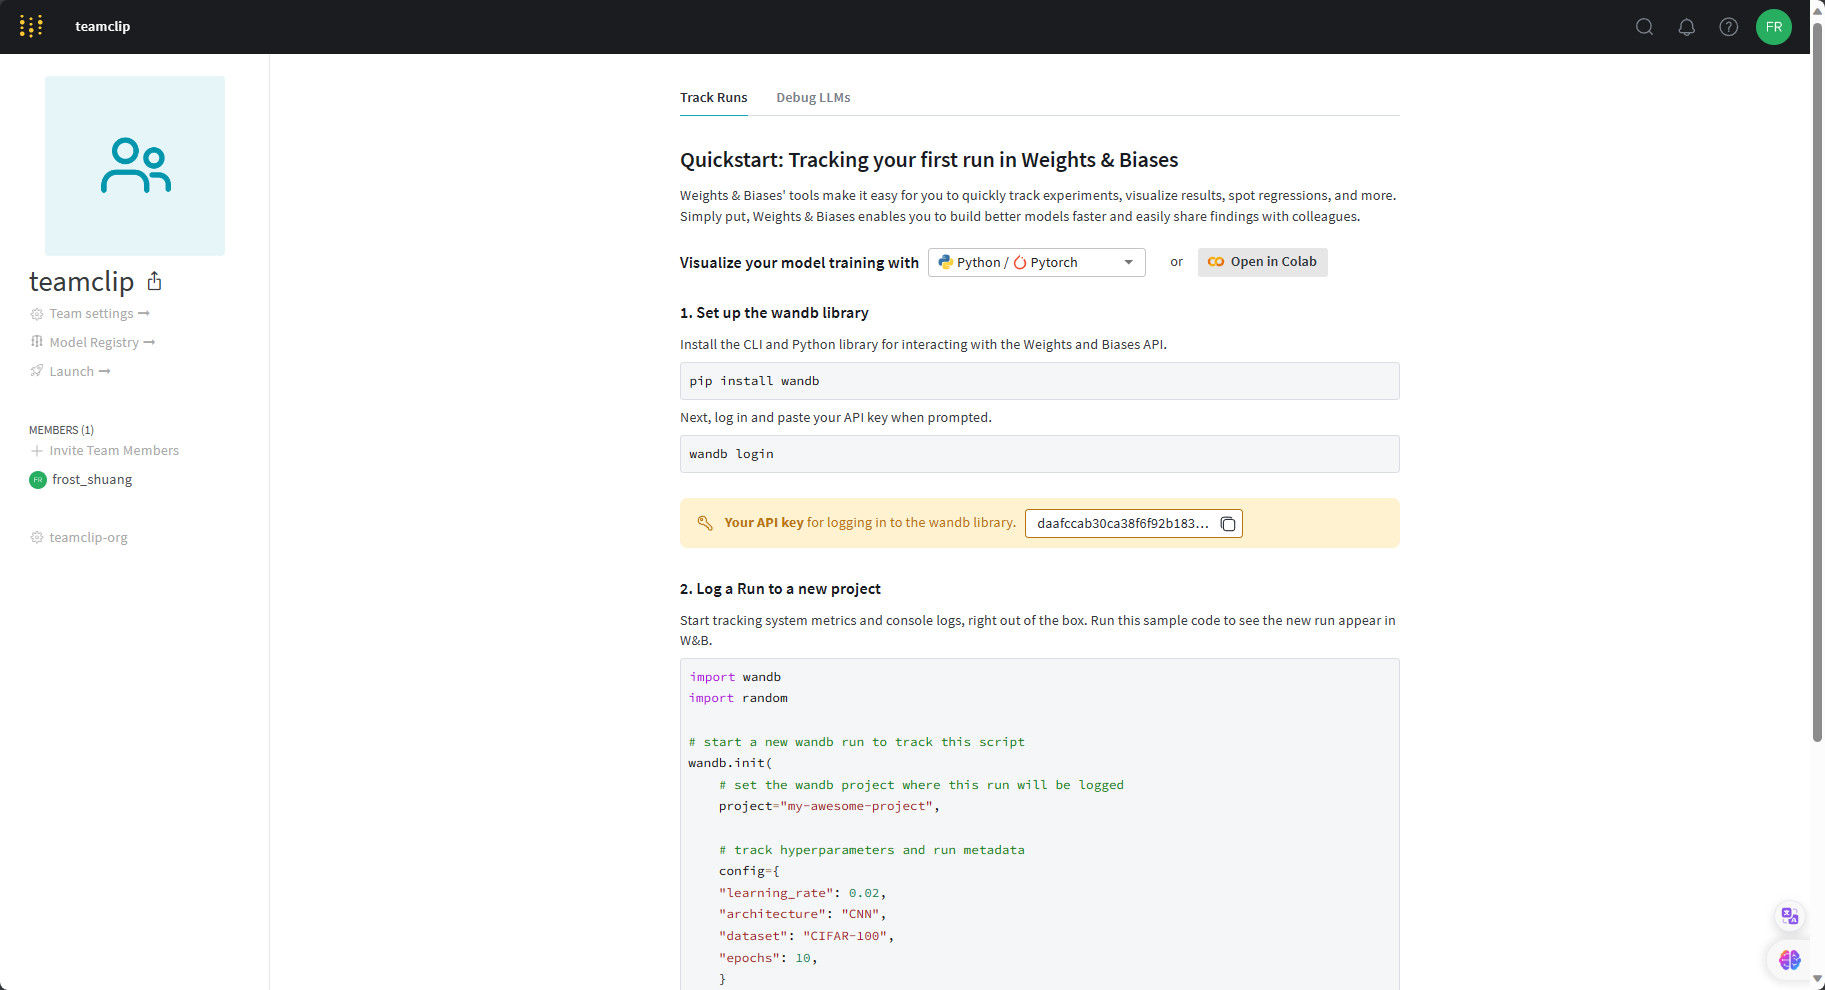 teamclip
FR
teamclip
Team settings
Model Registry
Launch
MEMBERS (1)
Invite Team Members
FR frost_shuang
teamclip-org
Track Runs Debug LLMs
Quickstart: Tracking your first run in Weights & Biases
Weights & Biases' tools make it easy for you to quickly track experiments, visualize results, spot regressions, and more.
Simply put, Weights & Biases enables you to build better models faster and easily share findings with colleagues.
Visualize your model training with Python / Pytorch or Open in Colab
1. Set up the wandb library
Install the CLI and Python library for interacting with the Weights and Biases API.
pip install wandb
Next, log in and paste your API key when prompted.
wandb login
Your API key for logging in to the wandb library. daafccab30ca38f6f92b183...
2. Log a Run to a new project
Start tracking system metrics and console logs, right out of the box. Run this sample code to see the new run appear in
W&B.
import wandb
import random
# start a new wandb run to track this script
wandb.init(
# set the wandb project where this run will be logged
project="my-awesome-project",
# track hyperparameters and run metadata
config={
"learning_rate": 0.02,
"architecture": "CNN",
"dataset": "CIFAR-100",
"epochs": 10,
}